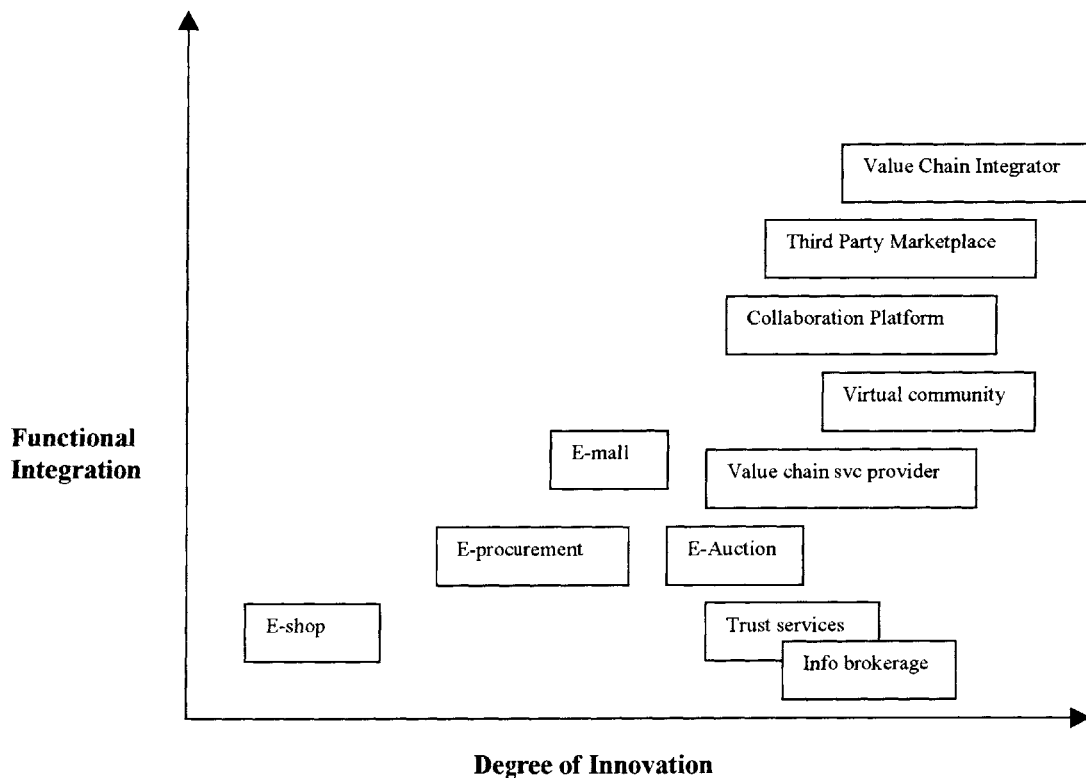 Value Chain Integrator
Third Party Marketplace
Collaboration Platform
Virtual community
Functional
Integration
E-mall
Value chain svc provider
E-procurement
E-Auction
E-shop
Trust services
Info brokerage
Degree of Innovation